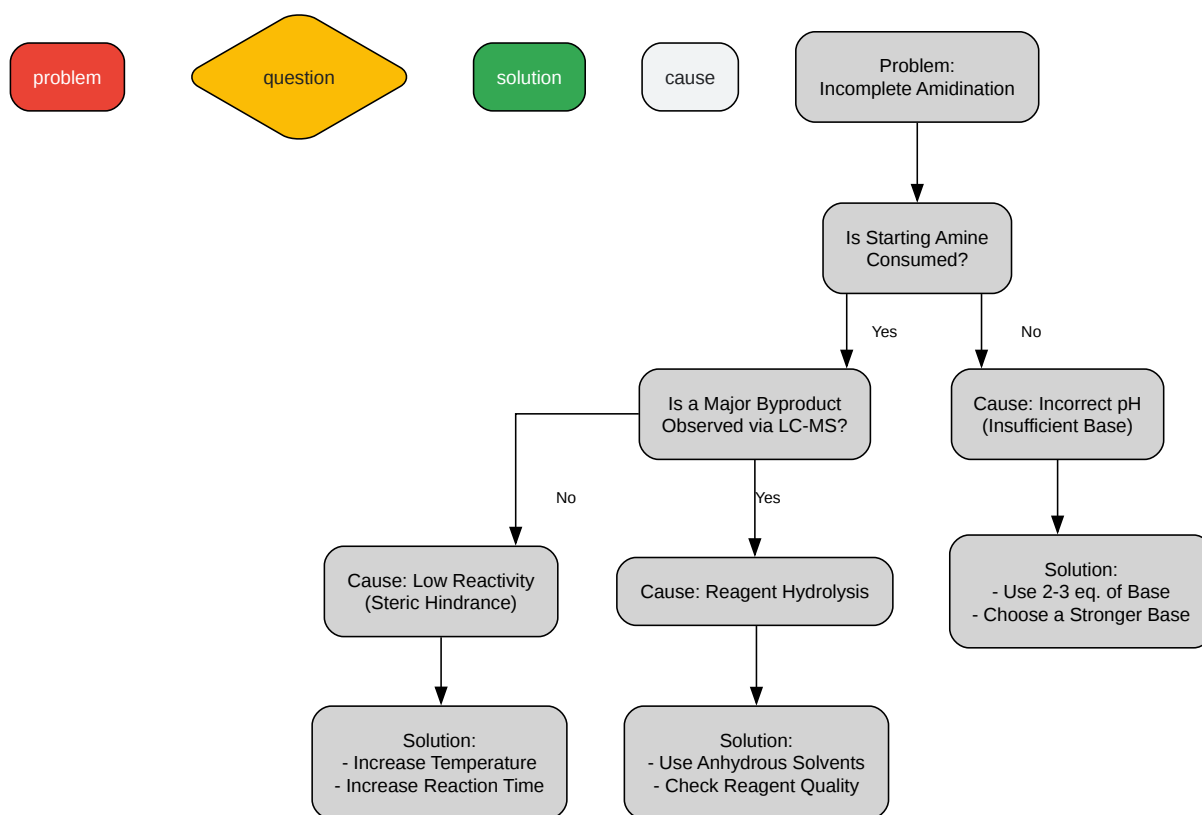 problem
question
solution
cause
Problem:
Incomplete Amidination
Is Starting Amine
Consumed?
Yes
No
Is a Major Byproduct
Observed via LC-MS?
Cause: Incorrect pH
(Insufficient Base)
No
Yes
Cause: Low Reactivity
(Steric Hindrance)
Cause: Reagent Hydrolysis
Solution:
- Use 2-3 eq. of Base
- Choose a Stronger Base
Solution:
- Increase Temperature
- Increase Reaction Time
Solution:
- Use Anhydrous Solvents
- Check Reagent Quality